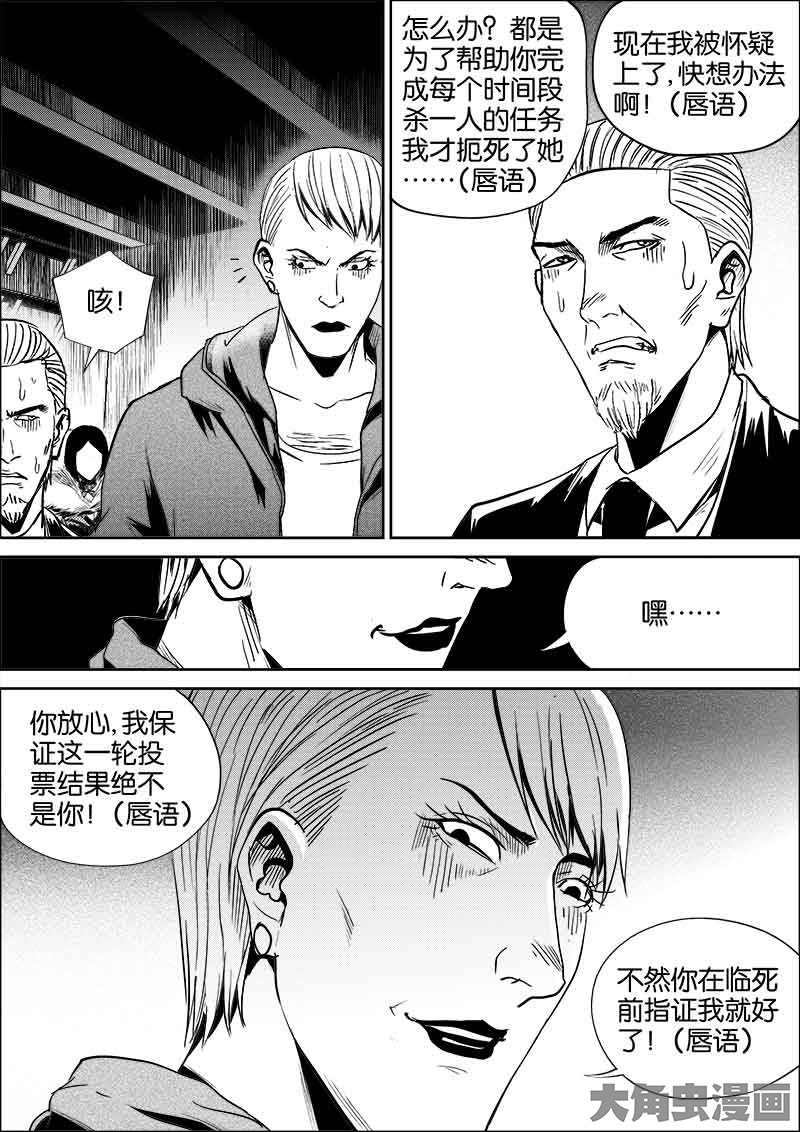 咳！
怎么办？都是
为了帮助你完
成每个时间段
杀一人的任务
我才扼死了她
……(唇语)
现在我被怀疑
上了,快想办法
啊！(唇语)
嘿……
你放心,我保
证这一轮投
票结果绝不
是你！(唇语)
不然你在临死
前指证我就好
了！(唇语)
大角虫漫画